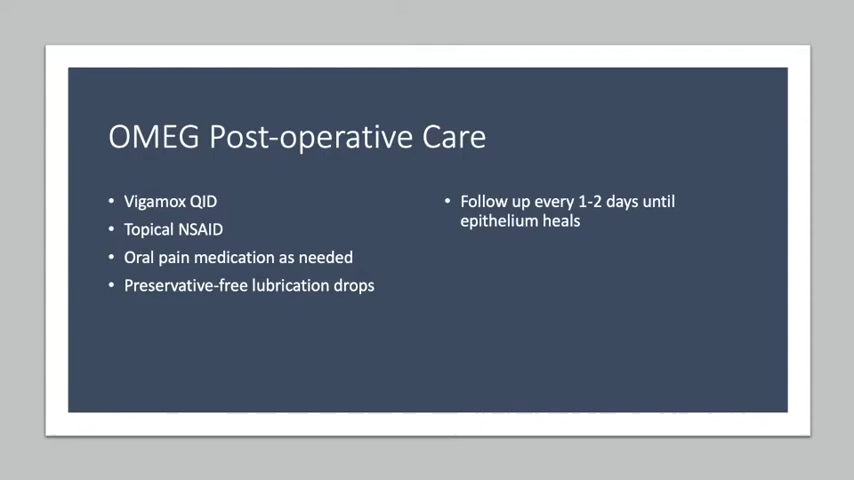 OMEG Post-operative Care
• Vigamox QID
• Topical NSAID
• Oral pain medication as needed
• Preservative-free lubrication drops
• Follow up every 1-2 days until
epithelium heals